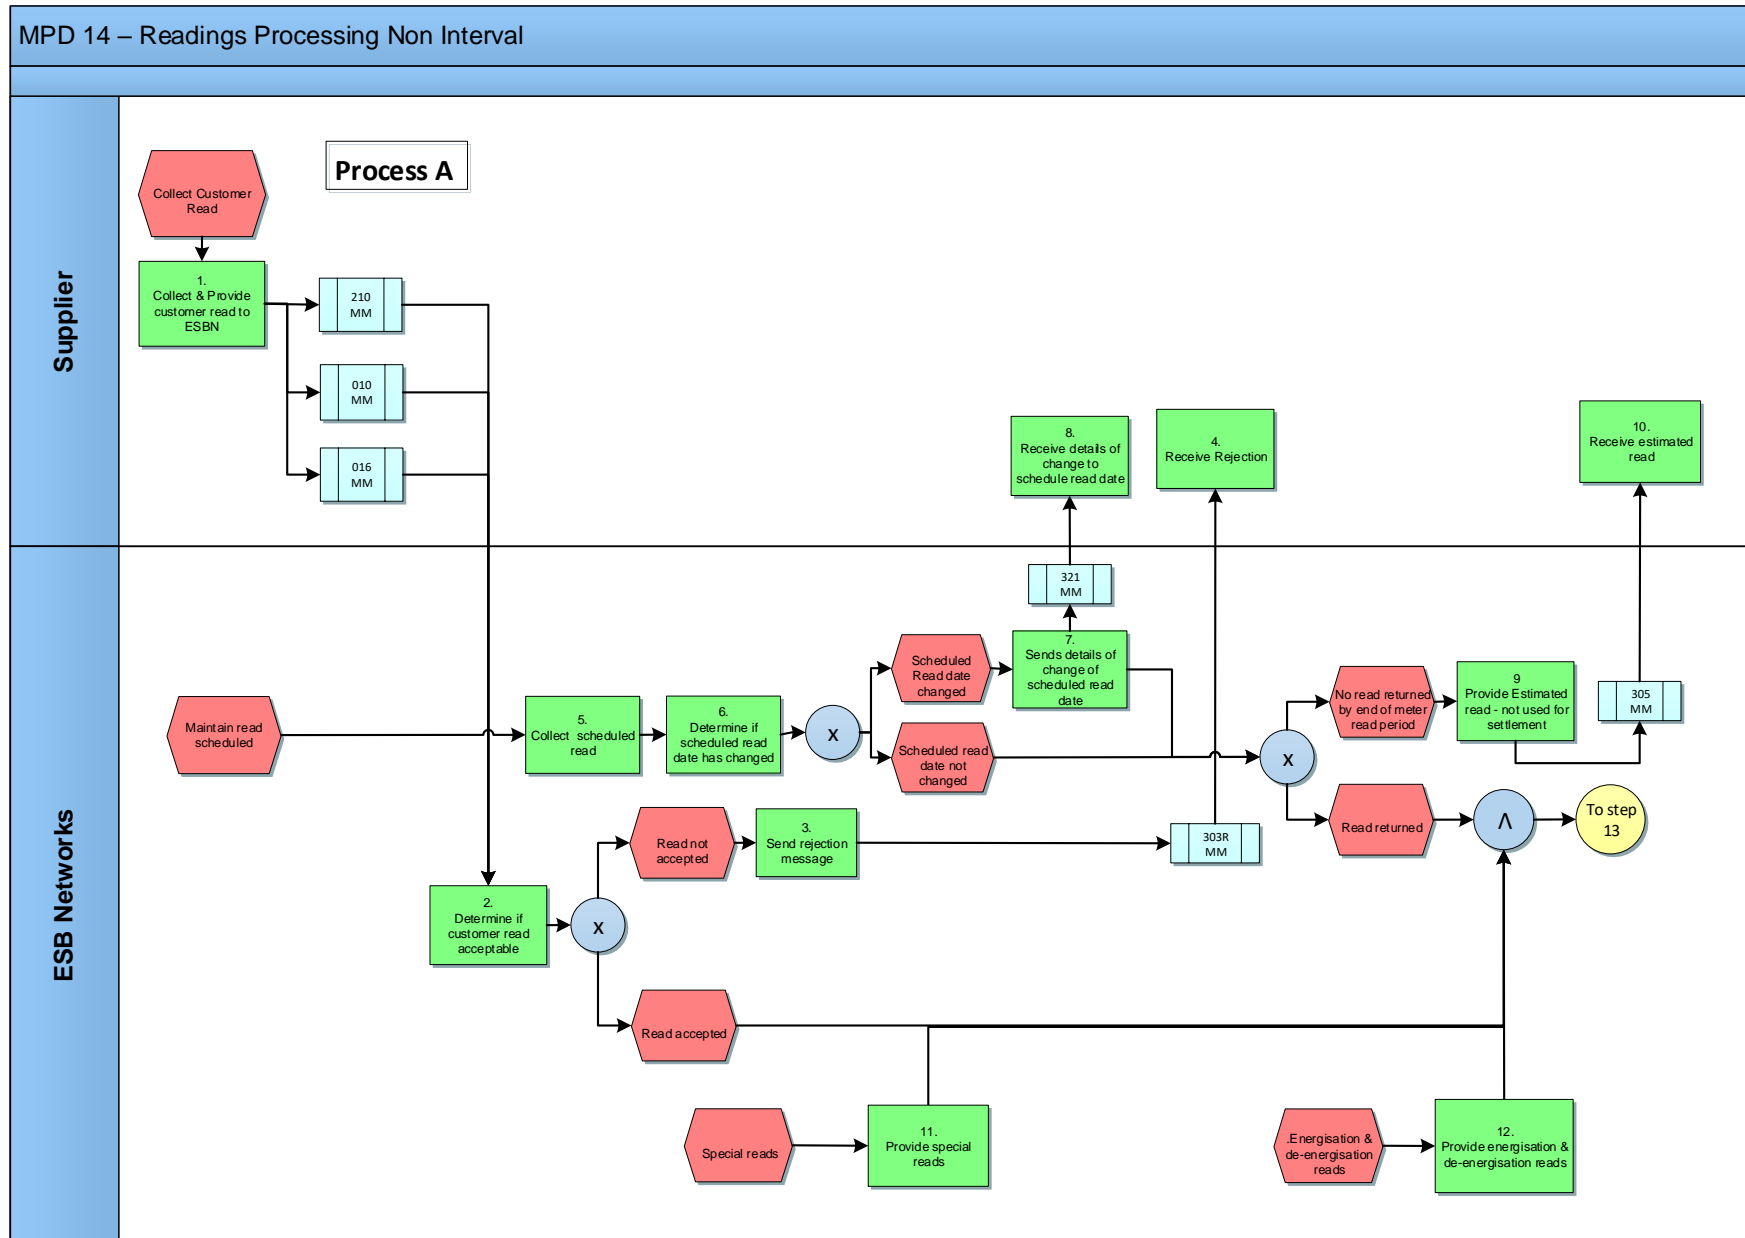 MPD 14 – Readings Processing Non Interval
Process A
Supplier
Collect Customer
Read
1.
Collect & Provide
customer read to
ESBN
210
MM
010
MM
016
MM
8.
Receive details of
change to
schedule read date
4.
Receive Rejection
10.
Receive estimated
read
ESB Networks
321
MM
Maintain read
scheduled
5.
Collect scheduled
read
6.
Determine if
scheduled read
date has changed
X
Scheduled
Read date
changed
7.
Sends details of
change of
scheduled read
date
Scheduled read
date not
changed
X
No read returned
by end of meter
read period
9
Provide Estimated
read - not used for
settlement
305
MM
Read returned
Λ
To step
13
Read not
accepted
3.
Send rejection
message
303R
MM
2.
Determine if
customer read
acceptable
X
Read accepted
Special reads
11.
Provide special
reads
.Energisation &
de-energisation
reads
12.
Provide energisation &
de-energisation reads